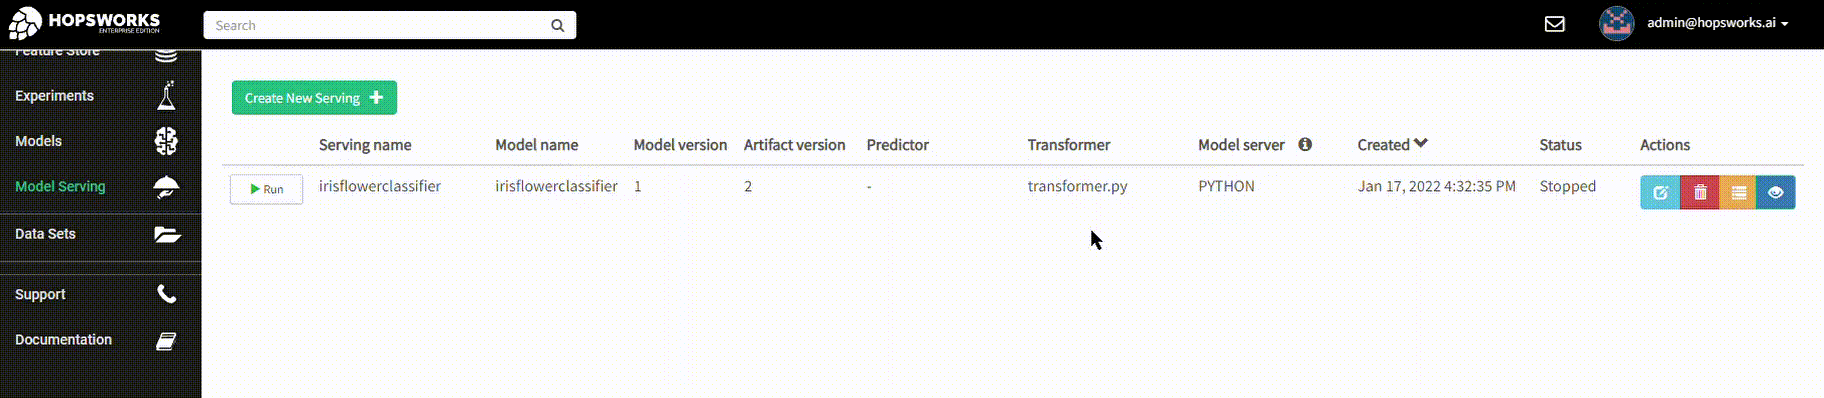 HOPSWORKS
ENTERPRISE EDITION
Search
admin@hopsworks.ai
Feature Store
Experiments
Models
Model Serving
Data Sets
Support
Documentation
Create New Serving
Serving name Model name Model version Artifact version Predictor Transformer Model server Created Status Actions
Run irisflowerclassifier irisflowerclassifier 1 2 - transformer.py PYTHON Jan 17, 2022 4:32:35 PM Stopped